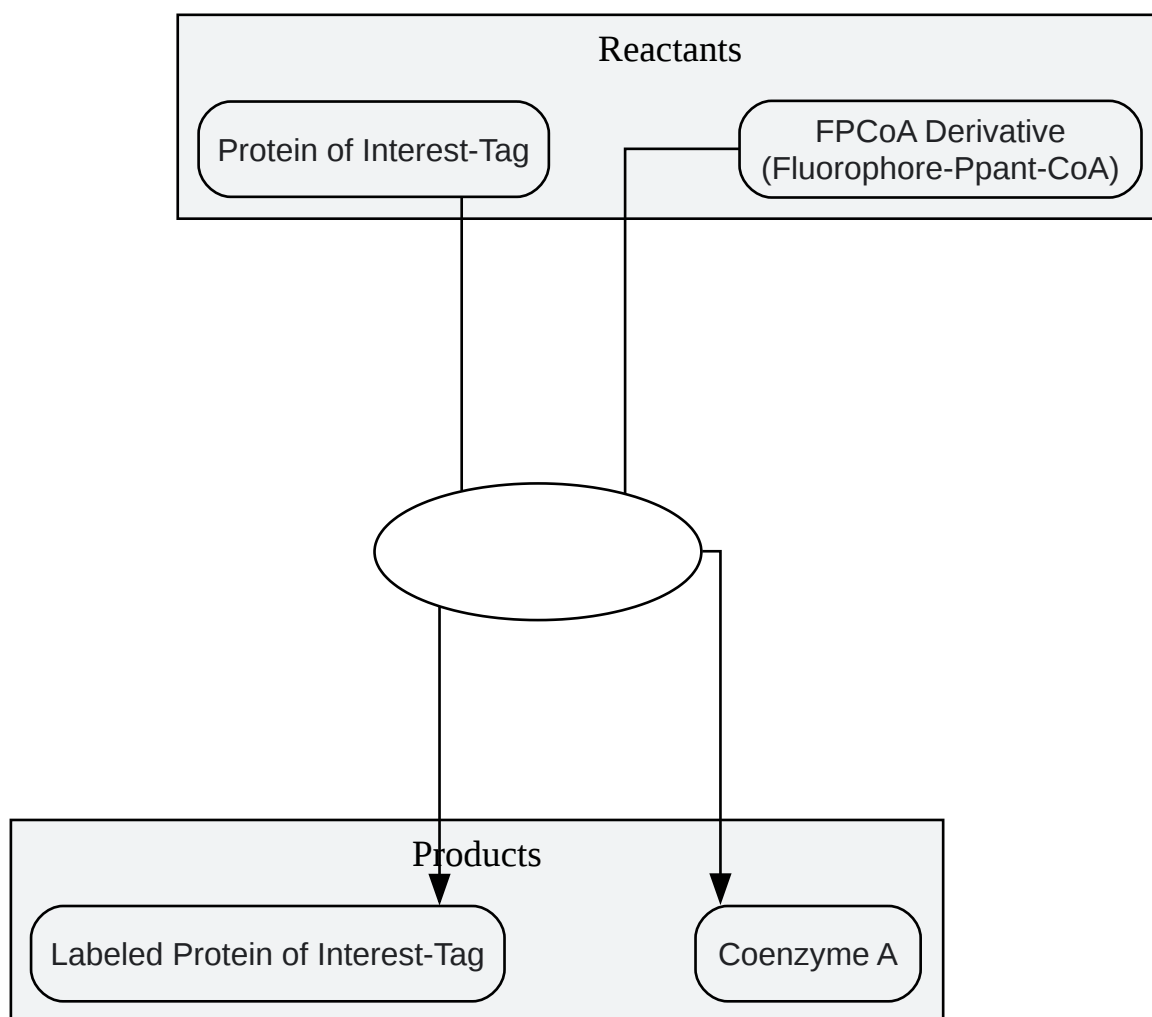 Reactants
Protein of Interest-Tag
FPCoA Derivative
(Fluorophore-Ppant-CoA)
Products
Labeled Protein of Interest-Tag
Coenzyme A